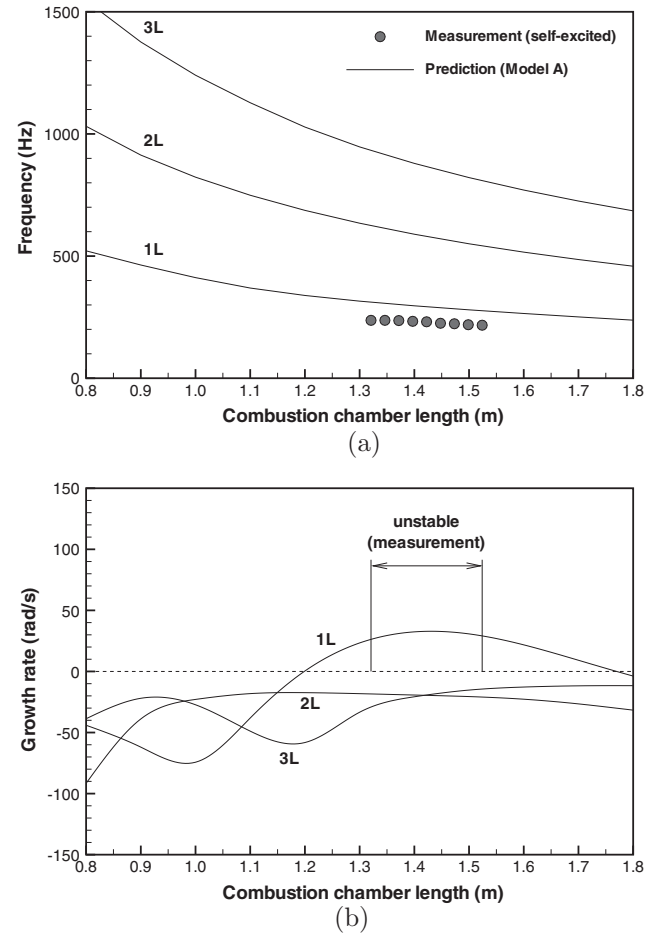 1500
3L
Measurement (self-excited)
Prediction (Model A)
1000
2L
Frequency (Hz)
500
1L
0
0.8 0.9 1.0 1.1 1.2 1.3 1.4 1.5 1.6 1.7 1.8
Combustion chamber length (m)
(a)
150
unstable
(measurement)
100
50
1L
0
2L
Growth rate (rad/s)
-50
3L
-100
-150
0.8 0.9 1.0 1.1 1.2 1.3 1.4 1.5 1.6 1.7 1.8
Combustion chamber length (m)
(b)